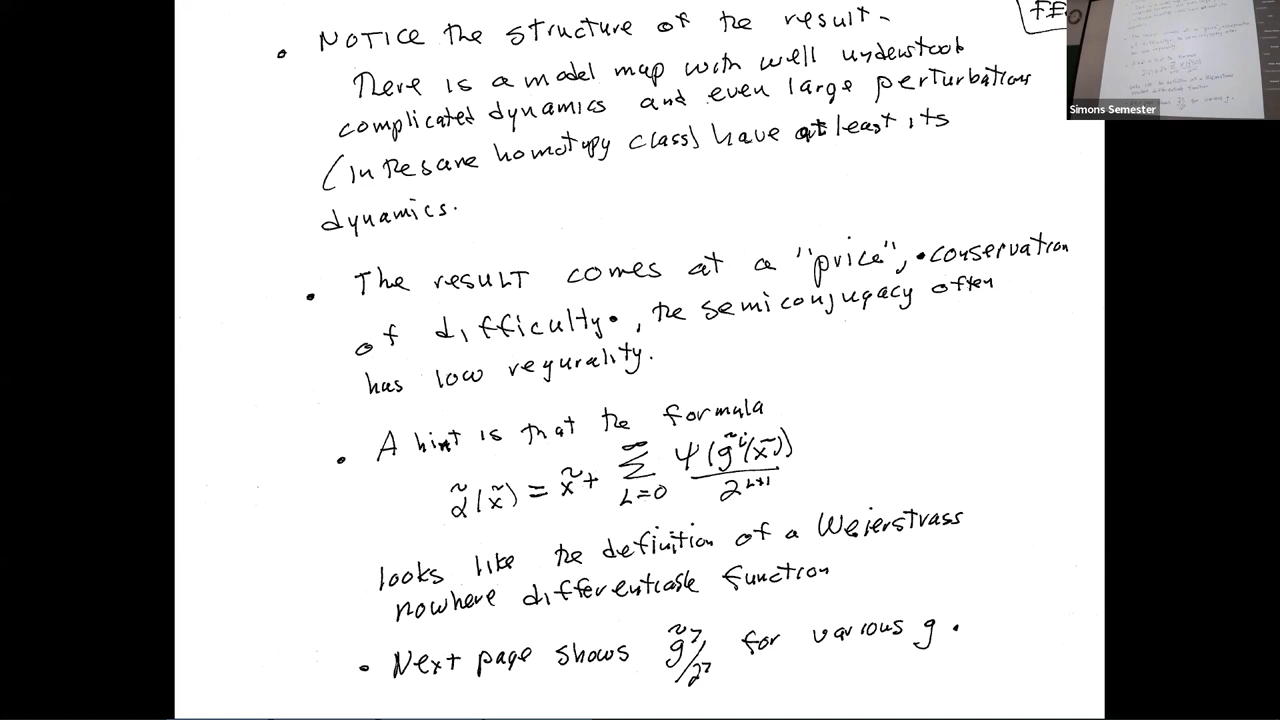 • NOTICE the structure of the result-
There is a model map with well understood
complicated dynamics and even large perturbations
(in the same homotopy class) have at least its
dynamics.
• The RESULT comes at a "price", • conservation
of difficulty •, the semiconjugacy often
has low regurality.
• A hint is that the formula
α̃(x̃) = x̃ + ∑_{i=0}^{∞} ψ(g̃^i(x̃)) / 2^{i+1}
looks like the definition of a Weierstrass
nowhere differentiable function
• Next page shows g̃^7/2^7 for various g.
Simons Semester